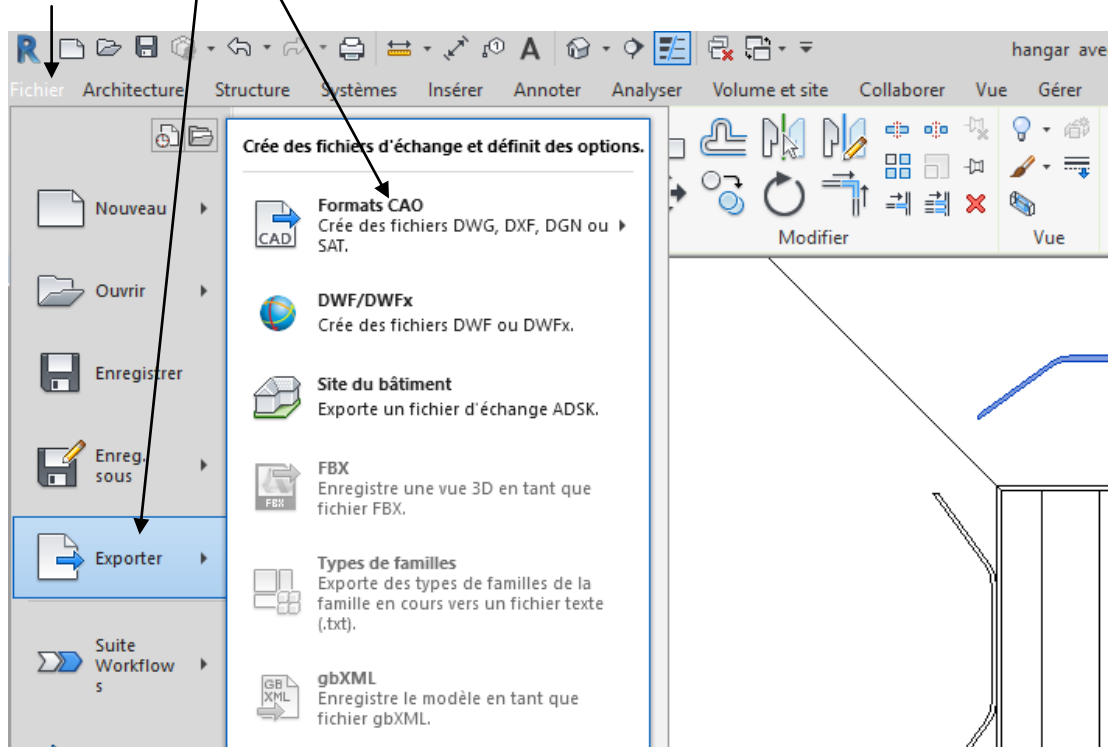 hangar ave
Fichier Architecture Structure Systèmes Insérer Annoter Analyser Volume et site Collaborer Vue Gérer
Crée des fichiers d'échange et définit des options.
Nouveau
Formats CAO
Crée des fichiers DWG, DXF, DGN ou
SAT.
CAD
Modifier
Vue
Ouvrir
DWF/DWFx
Crée des fichiers DWF ou DWFx.
Enregistrer
Site du bâtiment
Exporte un fichier d'échange ADSK.
Enreg.
sous
FBX
Enregistre une vue 3D en tant que
fichier FBX.
FBX
Exporter
Types de familles
Exporte des types de familles de la
famille en cours vers un fichier texte
(.txt).
Suite
Workflow
s
gbXML
Enregistre le modèle en tant que
fichier gbXML.
GB
XML